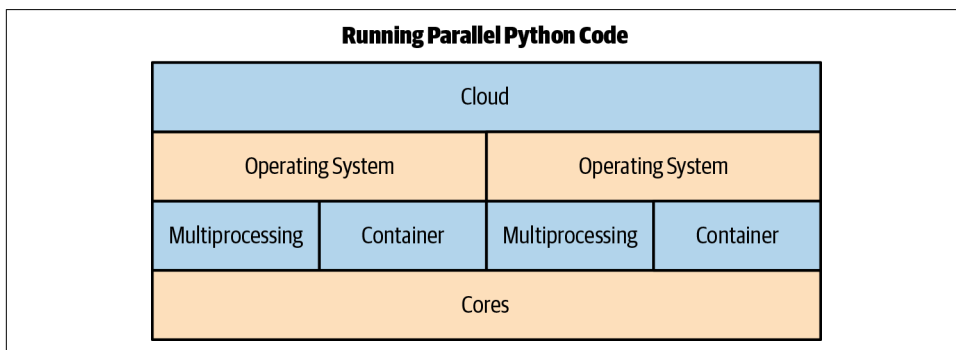 Running Parallel Python Code
Cloud
Operating System Operating System
Multiprocessing Container Multiprocessing Container
Cores